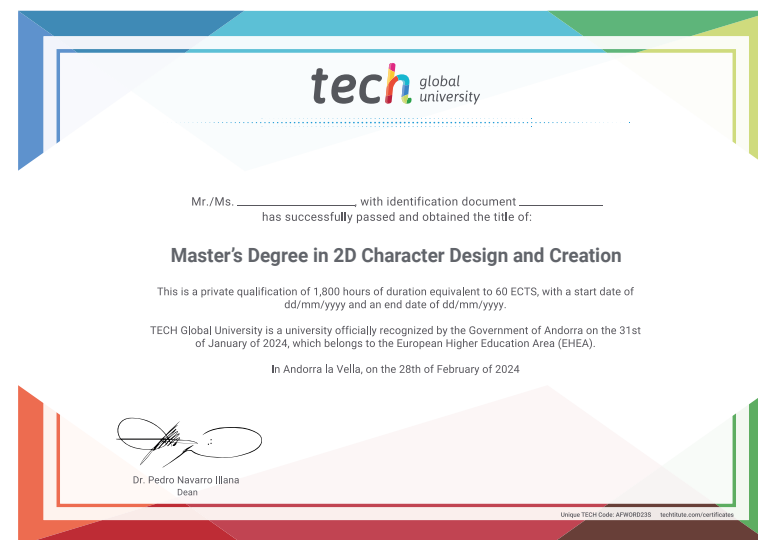 tech global
university
Mr./Ms. ____________, with identification document ____________
has successfully passed and obtained the title of:
Master’s Degree in 2D Character Design and Creation
This is a private qualification of 1,800 hours of duration equivalent to 60 ECTS, with a start date of
dd/mm/yyyy and an end date of dd/mm/yyyy.
TECH Global University is a university officially recognized by the Government of Andorra on the 31st
of January of 2024, which belongs to the European Higher Education Area (EHEA).
In Andorra la Vella, on the 28th of February of 2024
Dr. Pedro Navarro Illana
Dean
Unique TECH Code: AFWORD23S techtitute.com/certificates